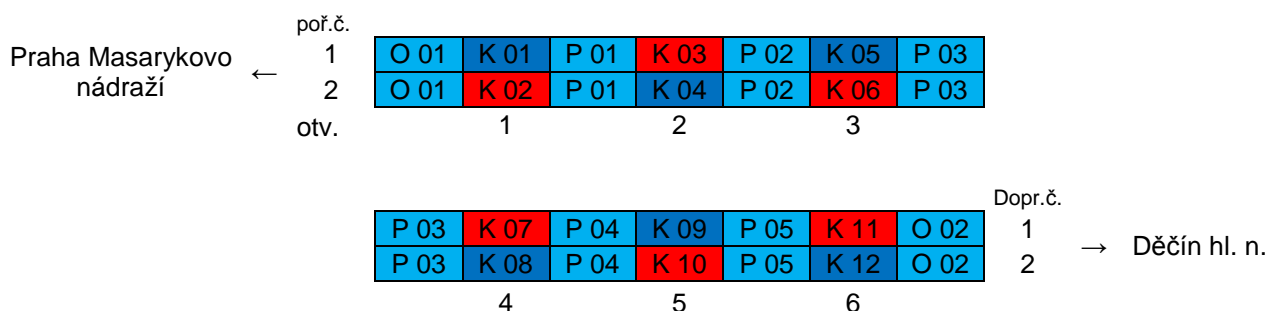 poř.č.
Praha Masarykovo nádraží ← 1 O 01 K 01 P 01 K 03 P 02 K 05 P 03
2 O 01 K 02 P 01 K 04 P 02 K 06 P 03
otv. 1 2 3
Dopr.č.
P 03 K 07 P 04 K 09 P 05 K 11 O 02 1
P 03 K 08 P 04 K 10 P 05 K 12 O 02 2 → Děčín hl. n.
4 5 6